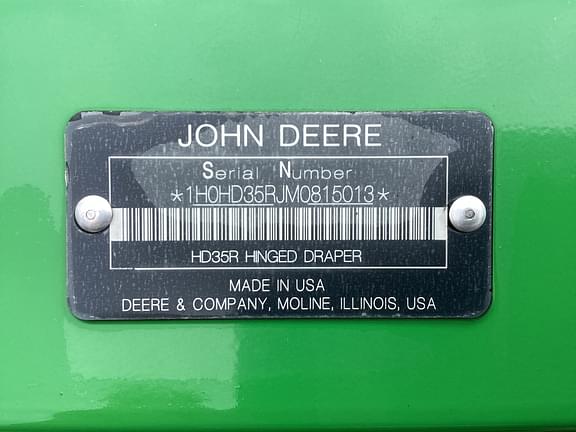 JOHN DEERE
Serial Number
*1H0HD35RJM0815013*
HD35R HINGED DRAPER
MADE IN USA
DEERE & COMPANY, MOLINE, ILLINOIS, USA